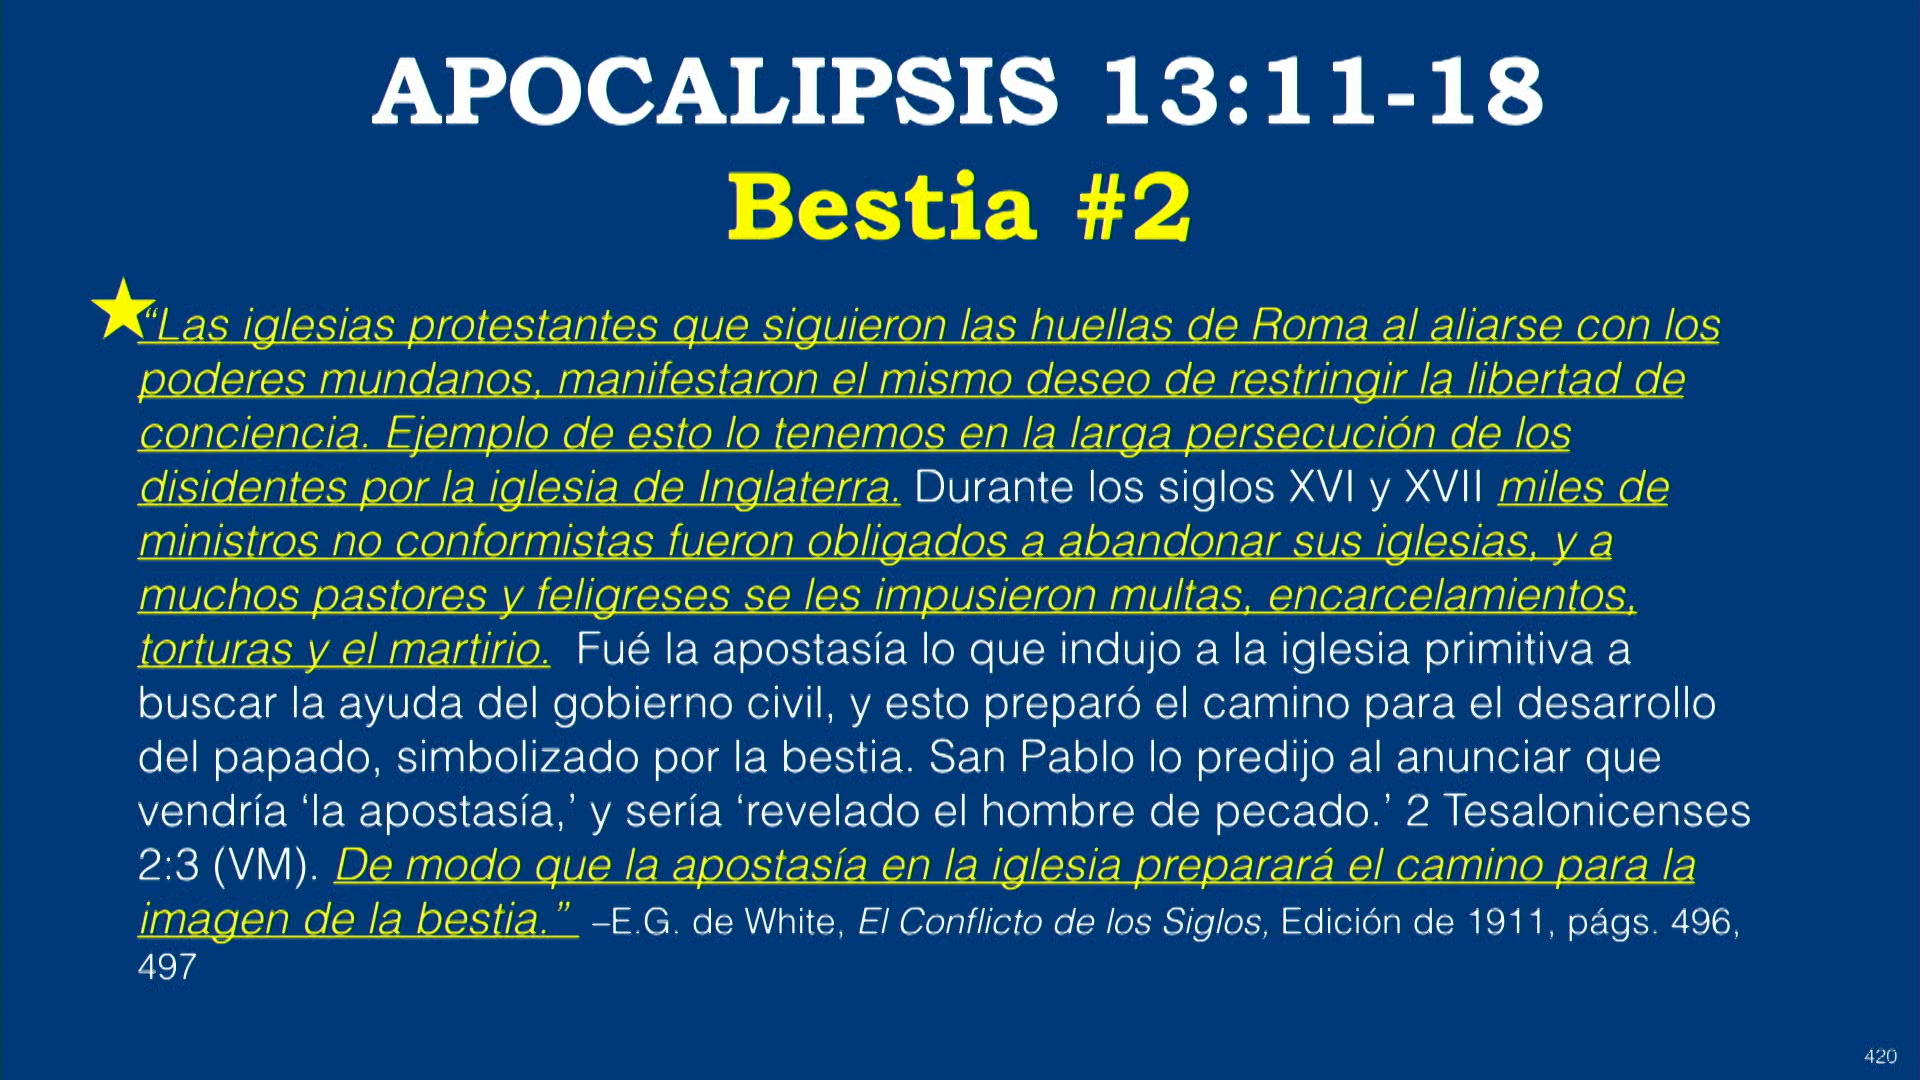 APOCALIPSIS 13:11-18
Bestia #2
“Las iglesias protestantes que siguieron las huellas de Roma al aliarse con los
poderes mundanos, manifestaron el mismo deseo de restringir la libertad de
conciencia. Ejemplo de esto lo tenemos en la larga persecución de los
disidentes por la iglesia de Inglaterra. Durante los siglos XVI y XVII miles de
ministros no conformistas fueron obligados a abandonar sus iglesias, y a
muchos pastores y feligreses se les impusieron multas, encarcelamientos,
torturas y el martirio. Fué la apostasía lo que indujo a la iglesia primitiva a
buscar la ayuda del gobierno civil, y esto preparó el camino para el desarrollo
del papado, simbolizado por la bestia. San Pablo lo predijo al anunciar que
vendría ‘la apostasía,’ y sería ‘revelado el hombre de pecado.’ 2 Tesalonicenses
2:3 (VM). De modo que la apostasía en la iglesia preparará el camino para la
imagen de la bestia.” –E.G. de White, El Conflicto de los Siglos, Edición de 1911, págs. 496,
497
420